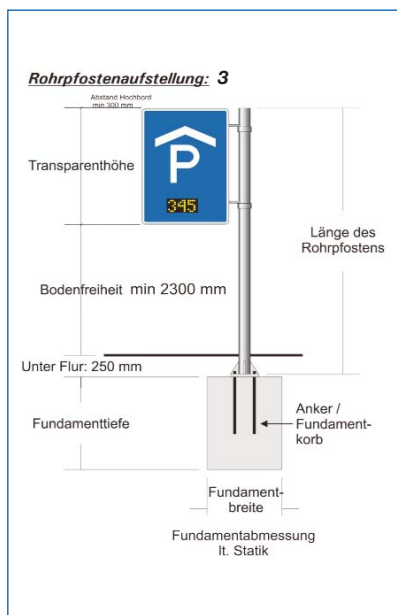 Rohrpfostenaufstellung: 3
Abstand Hochbord
min 300 mm
Transparenthöhe
P
345
Länge des
Rohrpfostens
Bodenfreiheit min 2300 mm
Unter Flur: 250 mm
Fundamenttiefe
Anker /
Fundament-
korb
Fundament-
breite
Fundamentabmessung
lt. Statik